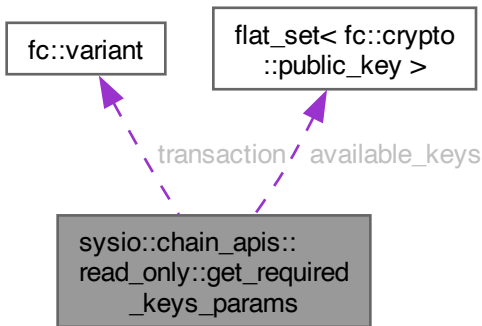 fc::variant
flat_set< fc::crypto
::public_key >
transaction
available_keys
sysio::chain_apis::
read_only::get_required
_keys_params